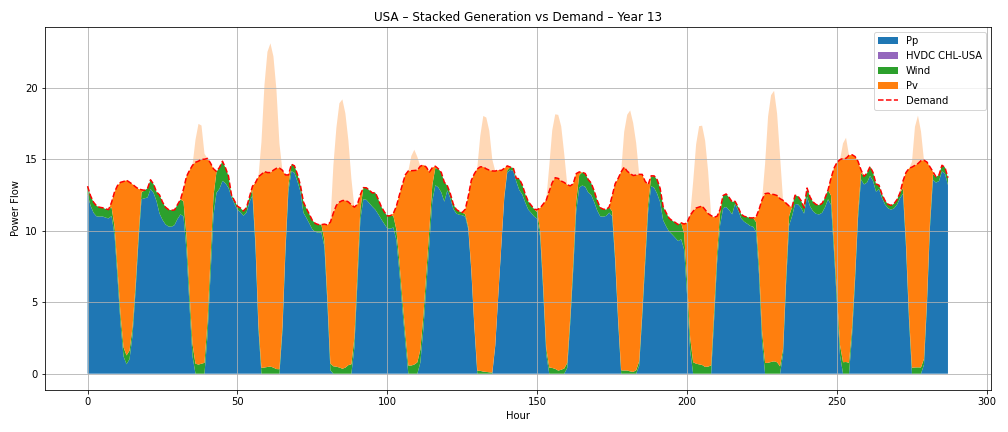 USA – Stacked Generation vs Demand – Year 13
Power Flow
20
15
10
5
0
0 50 100 150 200 250 300
Hour
Pp
HVDC CHL-USA
Wind
Pv
Demand